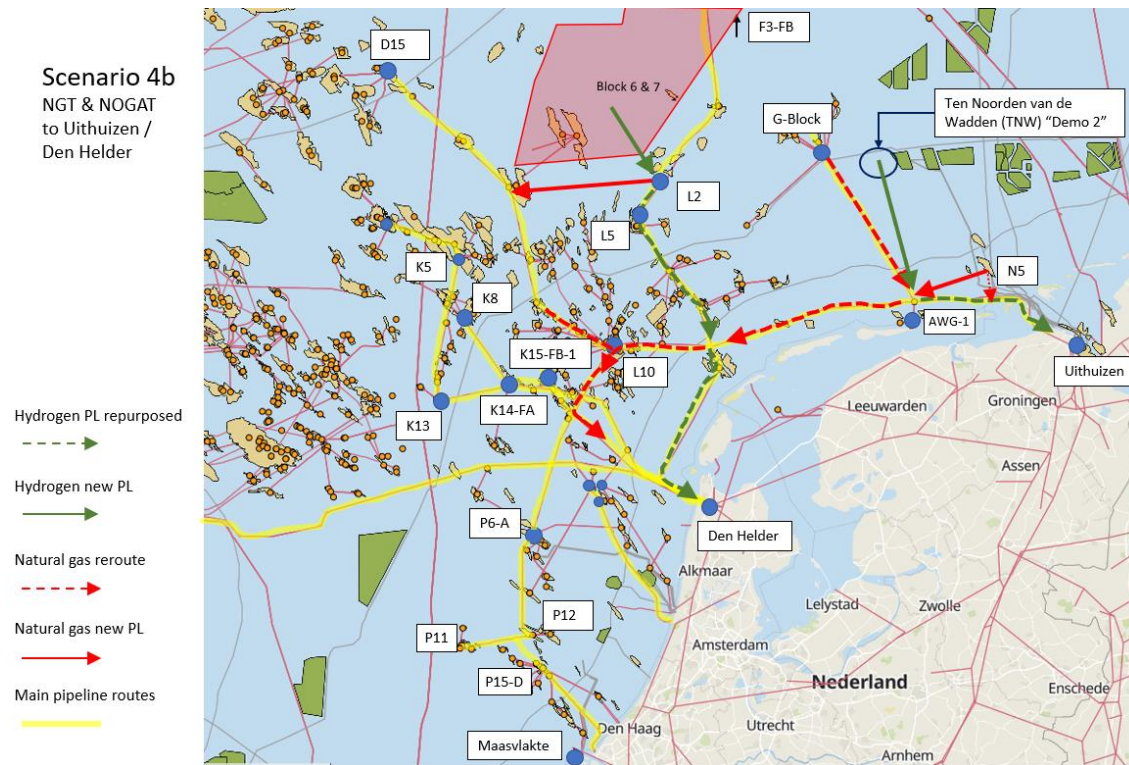 Scenario 4b
NGT & NOGAT
to Uithuizen /
Den Helder
Hydrogen PL repurposed
Hydrogen new PL
Natural gas reroute
Natural gas new PL
Main pipeline routes
D15
F3-FB
Block 6 & 7
G-Block
Ten Noorden van de
Wadden (TNW) “Demo 2”
L2
L5
K5
N5
K8
AWG-1
K15-FB-1
L10
Uithuizen
K14-FA
K13
Leeuwarden
Groningen
Assen
P6-A
Den Helder
Alkmaar
Lelystad
Zwolle
P12
P11
Amsterdam
P15-D
Nederland
Enschede
Den Haag
Utrecht
Maasvlakte
Arnhem